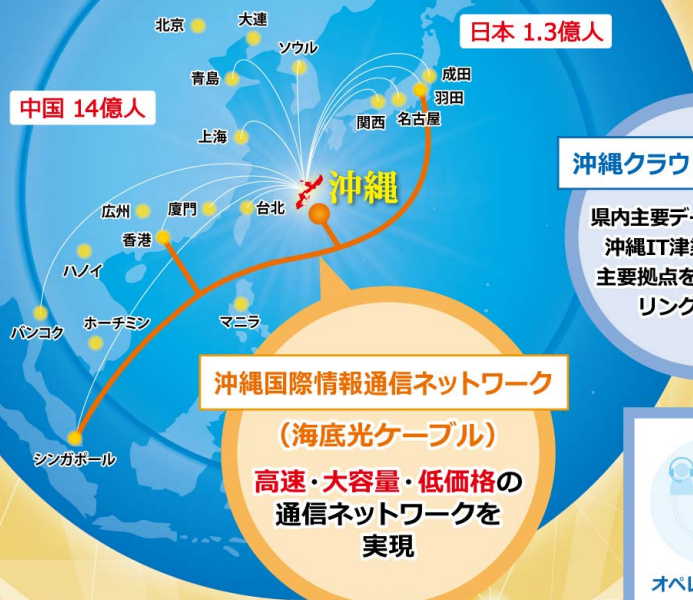 北京
大連
ソウル
日本 1.3億人
青島
成田
羽田
関西
名古屋
中国 14億人
上海
沖縄
広州
厦門
台北
香港
ハノイ
バンコク
ホーチミン
マニラ
シンガポール
沖縄国際情報通信ネットワーク
(海底光ケーブル)
高速・大容量・低価格の
通信ネットワークを
実現
沖縄クラウ
県内主要デ
沖縄IT津
主要拠点を
リンク
オペレ